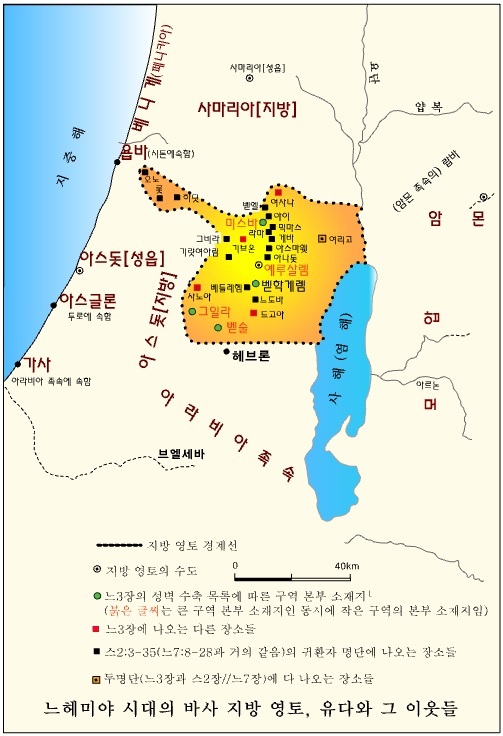 사마리아[성읍]
사마리아[지방]
베니게(페니키아)
지중해
요단
얍복
(암몬 족속의) 랍바
암 몬
욥바(시돈에속함)
오노
롯
하딧
여사나
벧엘
아이
미스바
믹마스
라마
게바
그비라
기브온
아스마웻
기럇여아림
아나돗
여리고
예루살렘
벧학게렘
베들레헴
사노아
느도바
그일라
드고아
벧술
헤브론
아스돗[성읍]
아스돗[지방]
아스글론
두로에 속함
가사
아라비아 족속에 속함
아라비아족속
브엘세바
사 해(염 해)
모 압
아르논
지방 영토 경계선
0 40km
지방 영토의 수도
느3장의 성벽 수축 목록에 따른 구역 본부 소재지
(붉은 글씨는 큰 구역 본부 소재지인 동시에 작은 구역의 본부 소재지임)
느3장에 나오는 다른 장소들
스2:3-35(느7:8-28과 거의 같음)의 귀환자 명단에 나오는 장소들
두명단(느3장과 스2장//느7장)에 다 나오는 장소들
느헤미야 시대의 바사 지방 영토, 유다와 그 이웃들